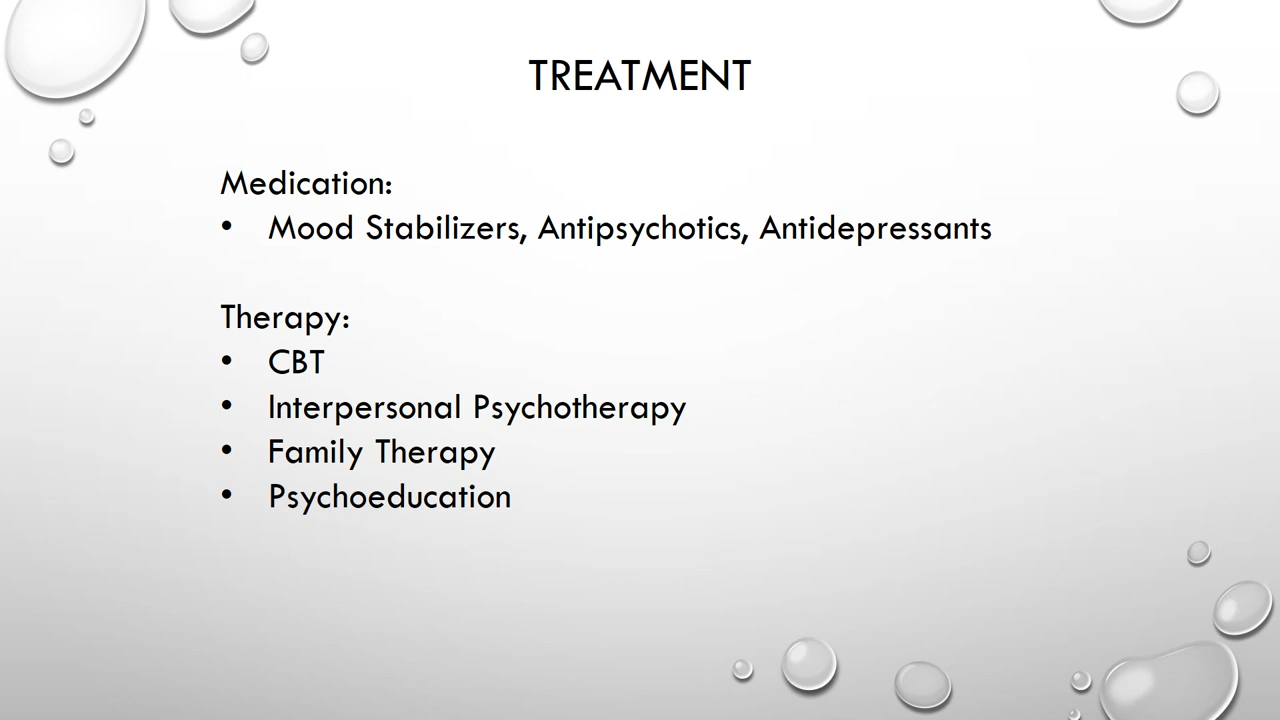 TREATMENT
Medication:
• Mood Stabilizers, Antipsychotics, Antidepressants
Therapy:
• CBT
• Interpersonal Psychotherapy
• Family Therapy
• Psychoeducation